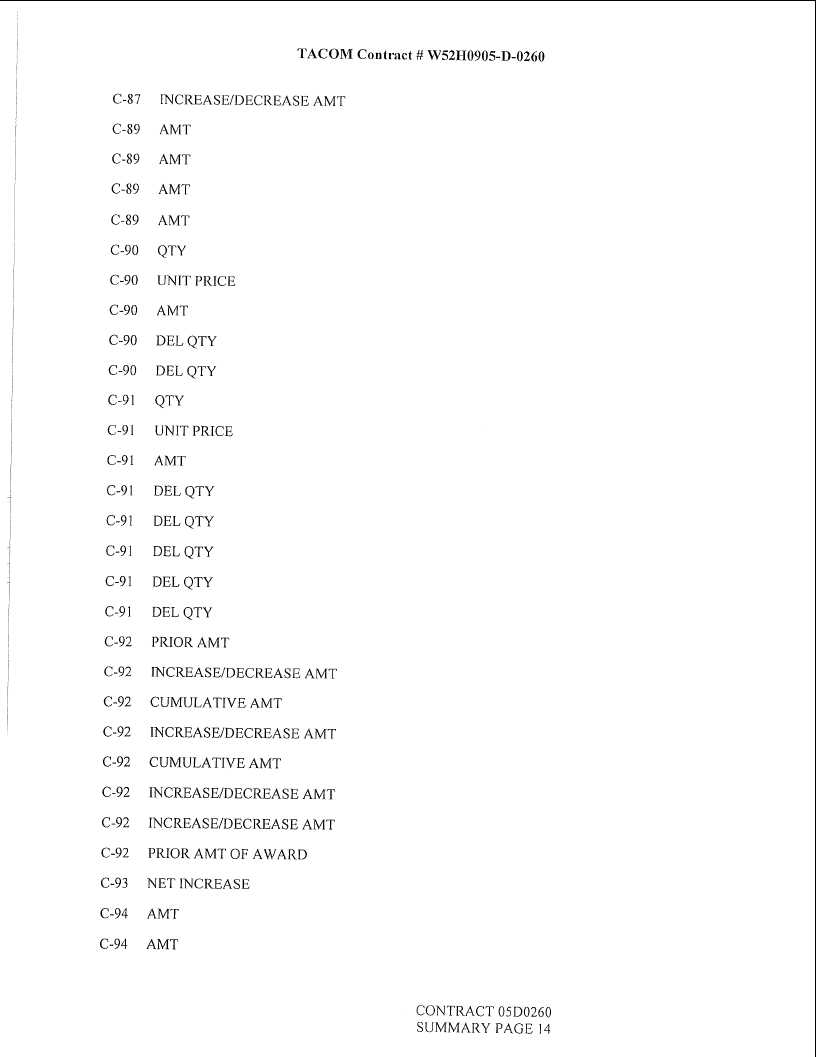 TACOM Contract # W52H0905-D-0260
C-87 INCREASE/DECREASE AMT
C-89 AMT
C-89 AMT
C-89 AMT
C-89 AMT
C-90 QTY
C-90 UNIT PRICE
C-90 AMT
C-90 DEL QTY
C-90 DEL QTY
C-91 QTY
C-91 UNIT PRICE
C-91 AMT
C-91 DEL QTY
C-91 DEL QTY
C-91 DEL QTY
C-91 DEL QTY
C-91 DEL QTY
C-92 PRIOR AMT
C-92 INCREASE/DECREASE AMT
C-92 CUMULATIVE AMT
C-92 INCREASE/DECREASE AMT
C-92 CUMULATIVE AMT
C-92 INCREASE/DECREASE AMT
C-92 INCREASE/DECREASE AMT
C-92 PRIOR AMT OF AWARD
C-93 NET INCREASE
C-94 AMT
C-94 AMT
CONTRACT 05D0260
SUMMARY PAGE 14